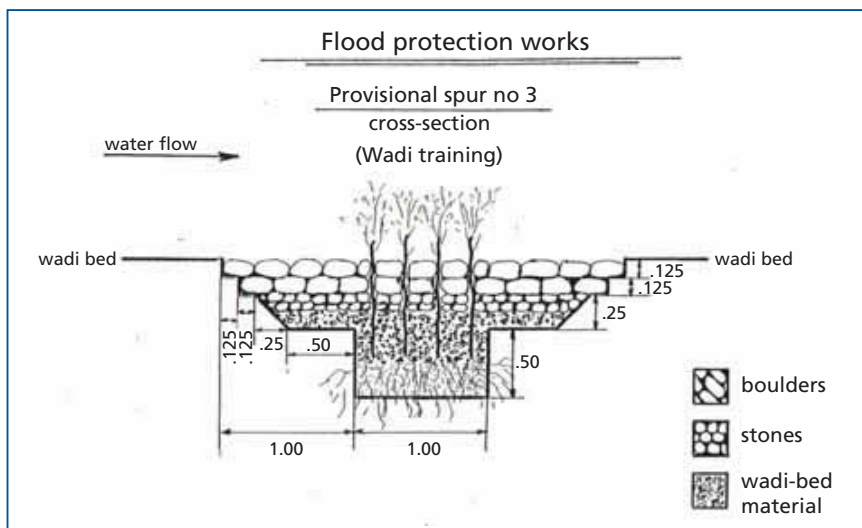 Flood protection works
Provisional spur no 3
cross-section
(Wadi training)
water flow
wadi bed
wadi bed
.125
.125
.25
.125
.125
.25
.50
.50
1.00
1.00
boulders
stones
wadi-bed
material